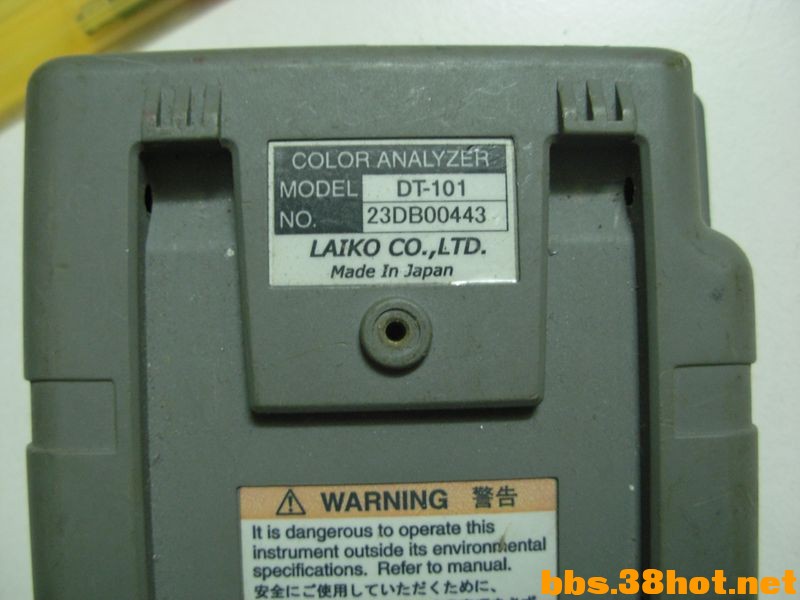 COLOR ANALYZER
MODEL DT-101
NO. 23DB00443
LAIKO CO.,LTD.
Made In Japan
WARNING 警告
It is dangerous to operate this
instrument outside its environmental
specifications. Refer to manual.
安全にご使用していただくために、
bbs.38hot.net